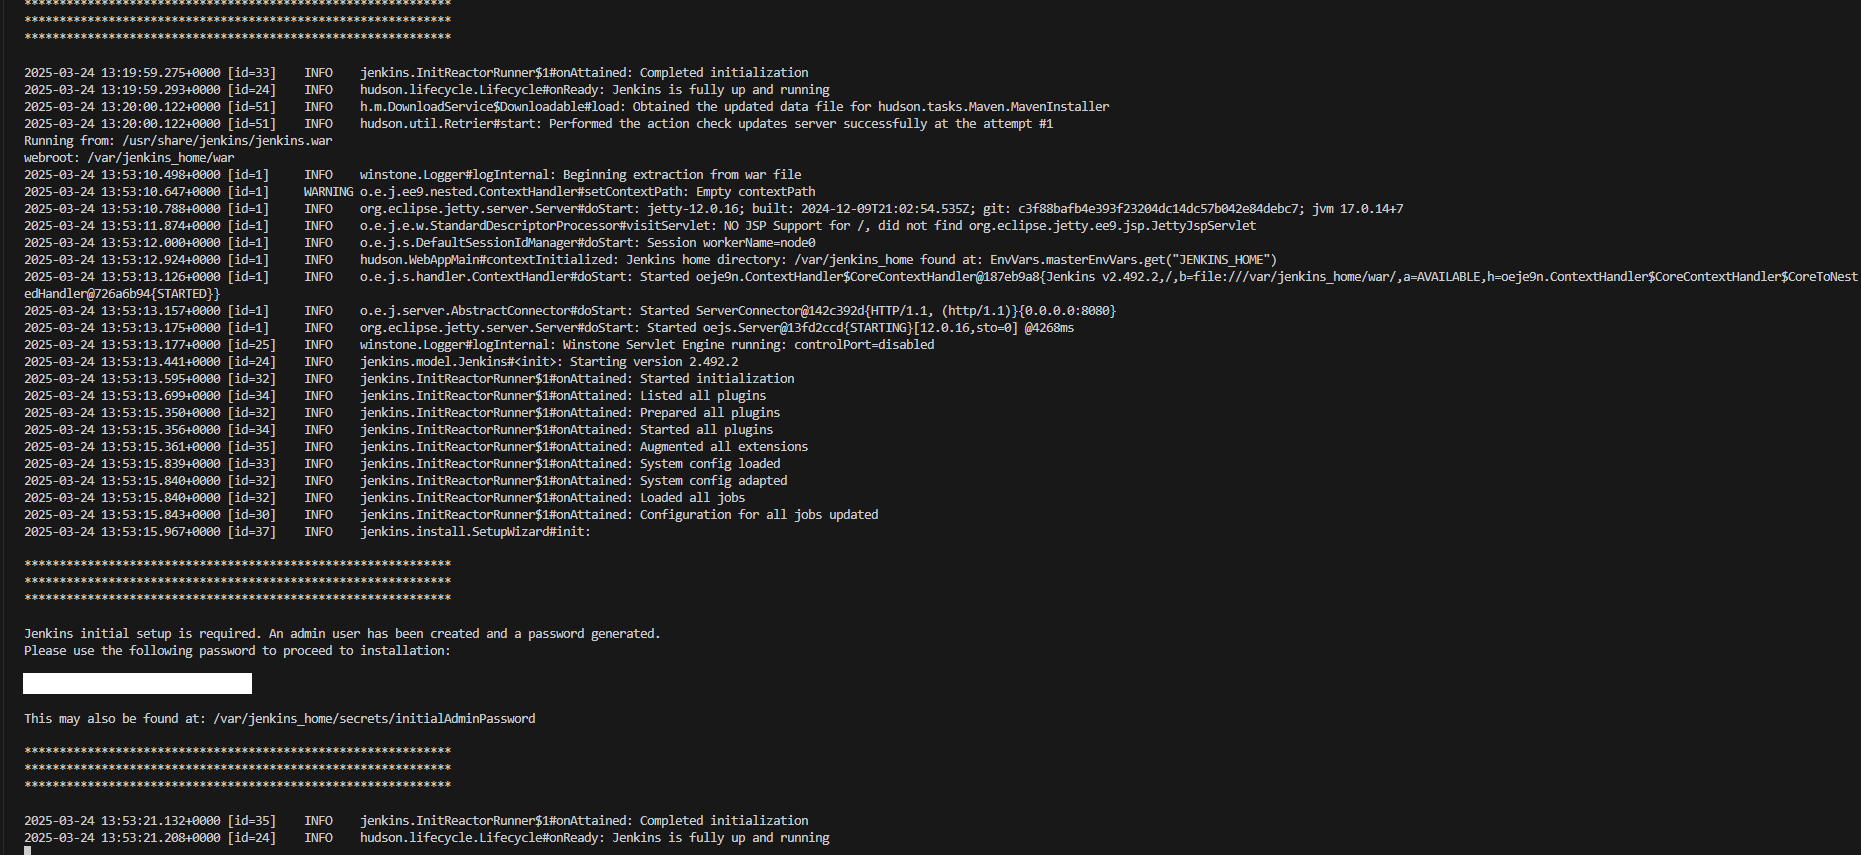 ************************************************************* 
*************************************************************
*************************************************************
2025-03-24 13:19:59.275+0000 [id=33]    INFO    jenkins.InitReactorRunner$1#onAttained: Completed initialization
2025-03-24 13:19:59.293+0000 [id=24]    INFO    hudson.lifecycle.Lifecycle#onReady: Jenkins is fully up and running
2025-03-24 13:20:00.122+0000 [id=51]    INFO    h.m.DownloadService$Downloadable#load: Obtained the updated data file for hudson.tasks.Maven.MavenInstaller
2025-03-24 13:20:00.122+0000 [id=51]    INFO    hudson.util.Retrier#start: Performed the action check updates server successfully at the attempt #1
Running from: /usr/share/jenkins/jenkins.war
webroot: /var/jenkins_home/war
2025-03-24 13:53:10.498+0000 [id=1]     INFO    winstone.Logger#logInternal: Beginning extraction from war file
2025-03-24 13:53:10.647+0000 [id=1]     WARNING o.e.j.ee9.nested.ContextHandler#setContextPath: Empty contextPath
2025-03-24 13:53:10.788+0000 [id=1]     INFO    org.eclipse.jetty.server.Server#doStart: jetty-12.0.16; built: 2024-12-09T21:02:54.535Z; git: c3f88bafb4e393f23204dc14dc57b042e84debc7; jvm 17.0.14+7
2025-03-24 13:53:11.874+0000 [id=1]     INFO    o.e.j.e.w.StandardDescriptorProcessor#visitServlet: NO JSP Support for /, did not find org.eclipse.jetty.ee9.jsp.JettyJspServlet
2025-03-24 13:53:12.000+0000 [id=1]     INFO    o.e.j.s.DefaultSessionIdManager#doStart: Session workerName=node0
2025-03-24 13:53:12.924+0000 [id=1]     INFO    hudson.WebAppMain#contextInitialized: Jenkins home directory: /var/jenkins_home found at: EnvVars.masterEnvVars.get("JENKINS_HOME")
2025-03-24 13:53:13.126+0000 [id=1]     INFO    o.e.j.s.handler.ContextHandler#doStart: Started oeje9n.ContextHandler$CoreContextHandler@187eb9a8{Jenkins v2.492.2,/,b=file:///var/jenkins_home/war/,a=AVAILABLE,h=oeje9n.ContextHandler$CoreContextHandler$CoreToNest
edHandler@726a6b94{STARTED}}
2025-03-24 13:53:13.157+0000 [id=1]     INFO    o.e.j.server.AbstractConnector#doStart: Started ServerConnector@142c392d{HTTP/1.1, (http/1.1)}{0.0.0.0:8080}
2025-03-24 13:53:13.175+0000 [id=1]     INFO    org.eclipse.jetty.server.Server#doStart: Started oejs.Server@13fd2ccd{STARTING}[12.0.16,sto=0] @4268ms
2025-03-24 13:53:13.177+0000 [id=25]    INFO    winstone.Logger#logInternal: Winstone Servlet Engine running: controlPort=disabled
2025-03-24 13:53:13.441+0000 [id=24]    INFO    jenkins.model.Jenkins#<init>: Starting version 2.492.2
2025-03-24 13:53:13.595+0000 [id=32]    INFO    jenkins.InitReactorRunner$1#onAttained: Started initialization
2025-03-24 13:53:13.699+0000 [id=34]    INFO    jenkins.InitReactorRunner$1#onAttained: Listed all plugins
2025-03-24 13:53:15.350+0000 [id=32]    INFO    jenkins.InitReactorRunner$1#onAttained: Prepared all plugins
2025-03-24 13:53:15.356+0000 [id=34]    INFO    jenkins.InitReactorRunner$1#onAttained: Started all plugins
2025-03-24 13:53:15.361+0000 [id=35]    INFO    jenkins.InitReactorRunner$1#onAttained: Augmented all extensions
2025-03-24 13:53:15.839+0000 [id=33]    INFO    jenkins.InitReactorRunner$1#onAttained: System config loaded
2025-03-24 13:53:15.840+0000 [id=32]    INFO    jenkins.InitReactorRunner$1#onAttained: System config adapted
2025-03-24 13:53:15.840+0000 [id=32]    INFO    jenkins.InitReactorRunner$1#onAttained: Loaded all jobs
2025-03-24 13:53:15.843+0000 [id=30]    INFO    jenkins.InitReactorRunner$1#onAttained: Configuration for all jobs updated
2025-03-24 13:53:15.967+0000 [id=37]    INFO    jenkins.install.SetupWizard#init:
*************************************************************
*************************************************************
*************************************************************
Jenkins initial setup is required. An admin user has been created and a password generated.
Please use the following password to proceed to installation:
This may also be found at: /var/jenkins_home/secrets/initialAdminPassword
*************************************************************
*************************************************************
*************************************************************
2025-03-24 13:53:21.132+0000 [id=35]    INFO    jenkins.InitReactorRunner$1#onAttained: Completed initialization
2025-03-24 13:53:21.208+0000 [id=24]    INFO    hudson.lifecycle.Lifecycle#onReady: Jenkins is fully up and running